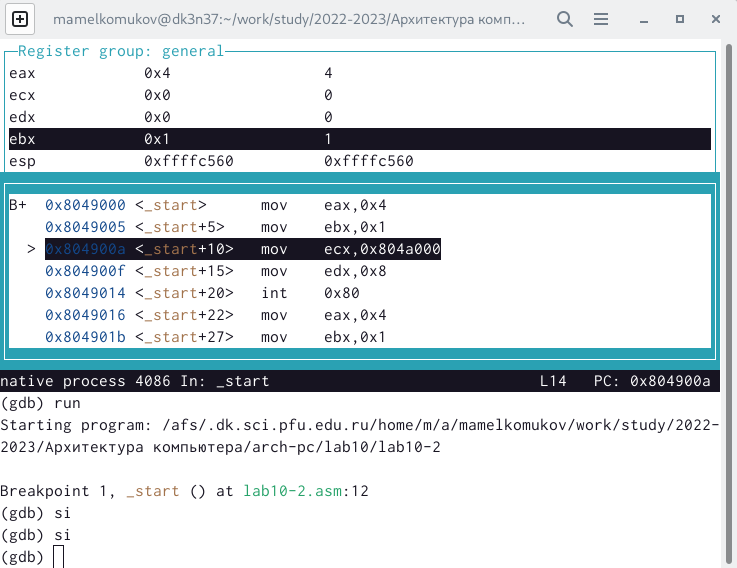 mamelkomukov@dk3n37:~/work/study/2022-2023/Архитектура комп...
Register group: general
eax 0x4 4
ecx 0x0 0
edx 0x0 0
ebx 0x1 1
esp 0xffffc560 0xffffc560
B+ 0x8049000 <_start> mov eax,0x4
0x8049005 <_start+5> mov ebx,0x1
> 0x804900a <_start+10> mov ecx,0x804a000
0x804900f <_start+15> mov edx,0x8
0x8049014 <_start+20> int 0x80
0x8049016 <_start+22> mov eax,0x4
0x804901b <_start+27> mov ebx,0x1
native process 4086 In: _start L14 PC: 0x804900a
(gdb) run
Starting program: /afs/.dk.sci.pfu.edu.ru/home/m/a/mamelkomukov/work/study/2022-
2023/Архитектура компьютера/arch-pc/lab10/lab10-2
Breakpoint 1, _start () at lab10-2.asm:12
(gdb) si
(gdb) si
(gdb)